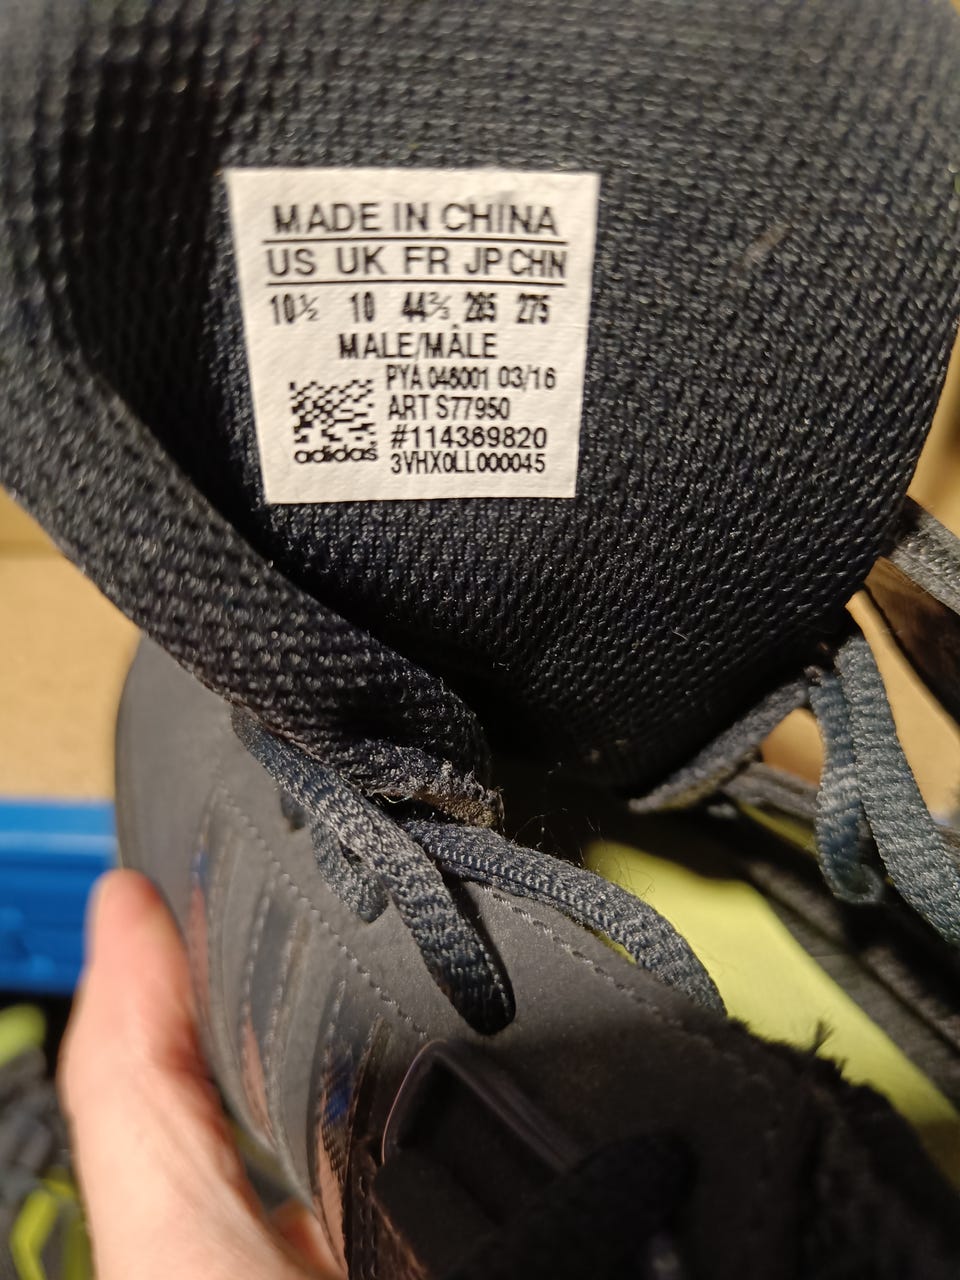 MADE IN CHINA
US UK FR JP CHN
10½ 10 44⅔ 285 275
MALE/MÂLE
PYA 046001 03/16
ART S77950
#114369820
adidas 3VHX0LL000045